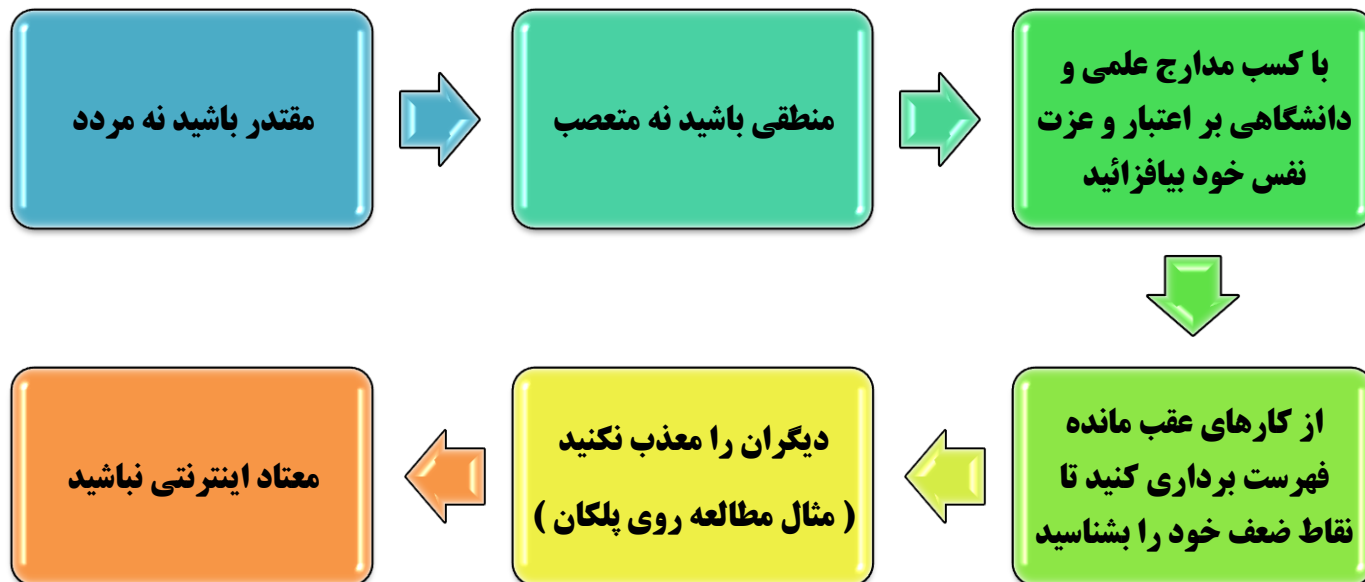 مقتدر باشید نه مردد
منطقی باشید نه متعصب
با کسب مدارج علمی و
دانشگاهی بر اعتبار و عزت
نفس خود بیافزائید
از کارهای عقب مانده
فهرست برداری کنید تا
نقاط ضعف خود را بشناسید
دیگران را معذب نکنید
( مثال مطالعه روی پلکان )
معتاد اینترنتی نباشید